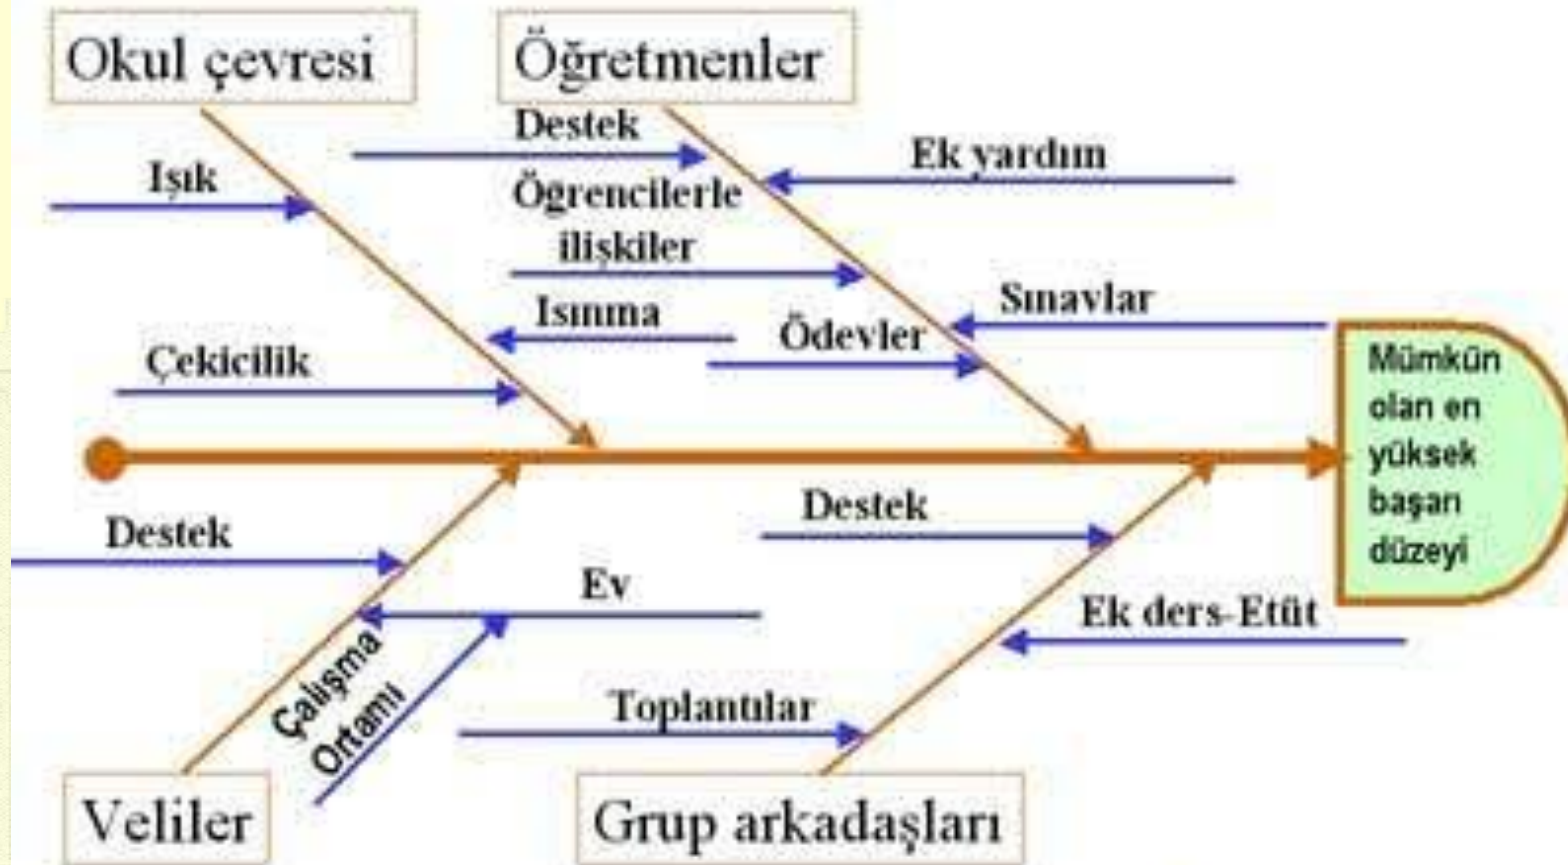 Okul çevresi
Öğretmenler
Destek
Ek yardım
Işık
Öğrencilerle
ilişkiler
Isınma
Sınavlar
Ödevler
Çekicilik
Mümkün
olan en
yüksek
başarı
düzeyi
Destek
Destek
Ev
Ek ders-Etüt
Çalışma
Ortamı
Toplantılar
Veliler
Grup arkadaşları